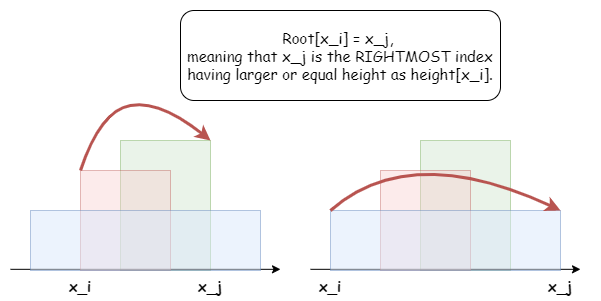 Root[x_i] = x_j,
meaning that x_j is the RIGHTMOST index
having larger or equal height as height[x_i].
x_i
x_j
x_i
x_j